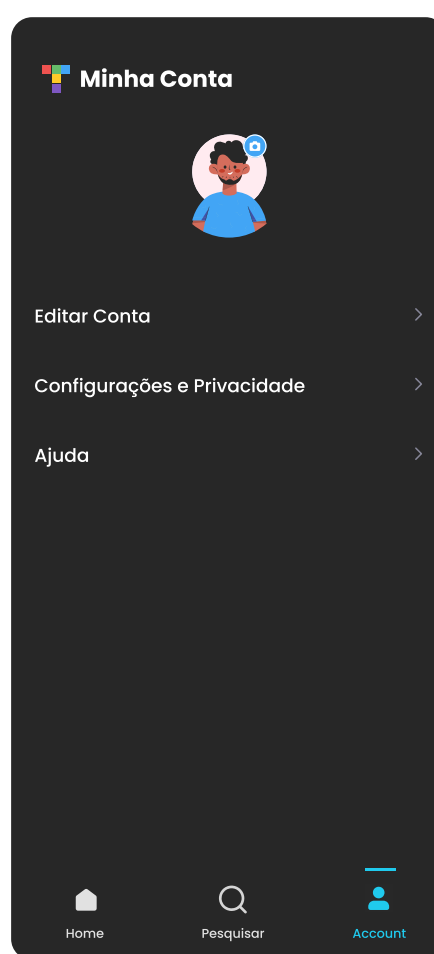 Minha Conta
Editar Conta
Configurações e Privacidade
Ajuda
Home
Pesquisar
Account